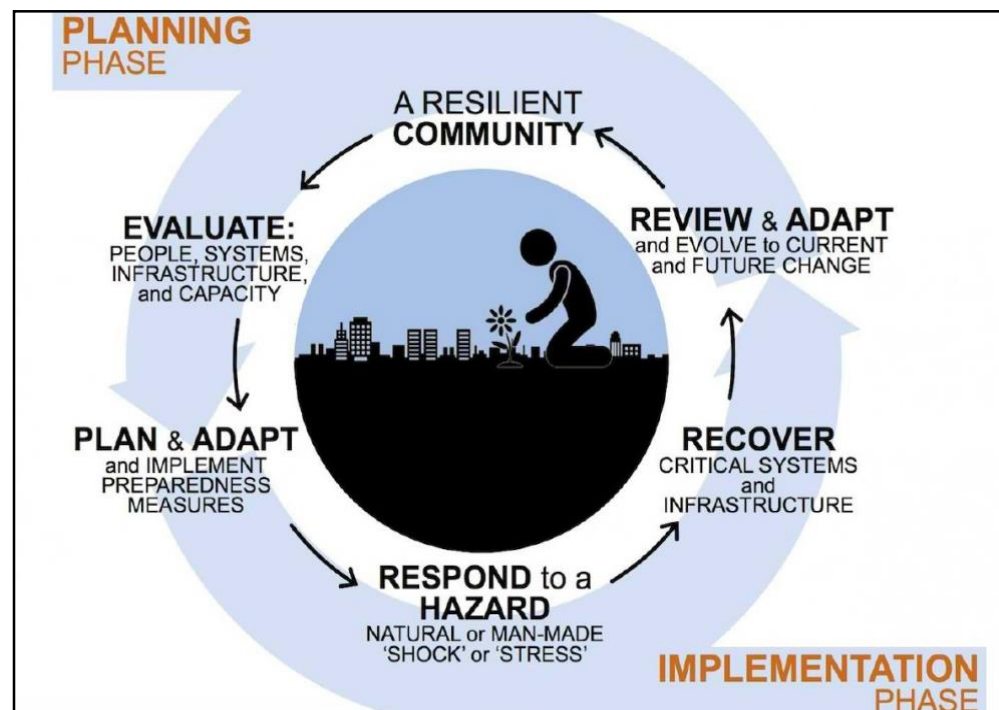 PLANNING
PHASE
A RESILIENT
COMMUNITY
EVALUATE:
PEOPLE, SYSTEMS,
INFRASTRUCTURE,
and CAPACITY
PLAN & ADAPT
and IMPLEMENT
PREPAREDNESS
MEASURES
RESPOND to a
HAZARD
NATURAL or MAN-MADE
‘SHOCK’ or ‘STRESS’
RECOVER
CRITICAL SYSTEMS
and
INFRASTRUCTURE
REVIEW & ADAPT
and EVOLVE to CURRENT
and FUTURE CHANGE
IMPLEMENTATION
PHASE